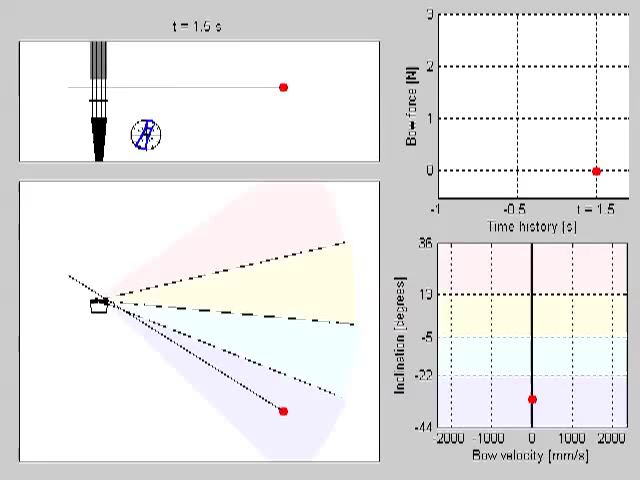 t = 1.5 s
Bow force [N]
3
2
1
0
-1
-0.5
t = 1.5
Time history [s]
Inclination [degrees]
36
13
-5
-22
-44
-2000
-1000
0
1000
2000
Bow velocity [mm/s]